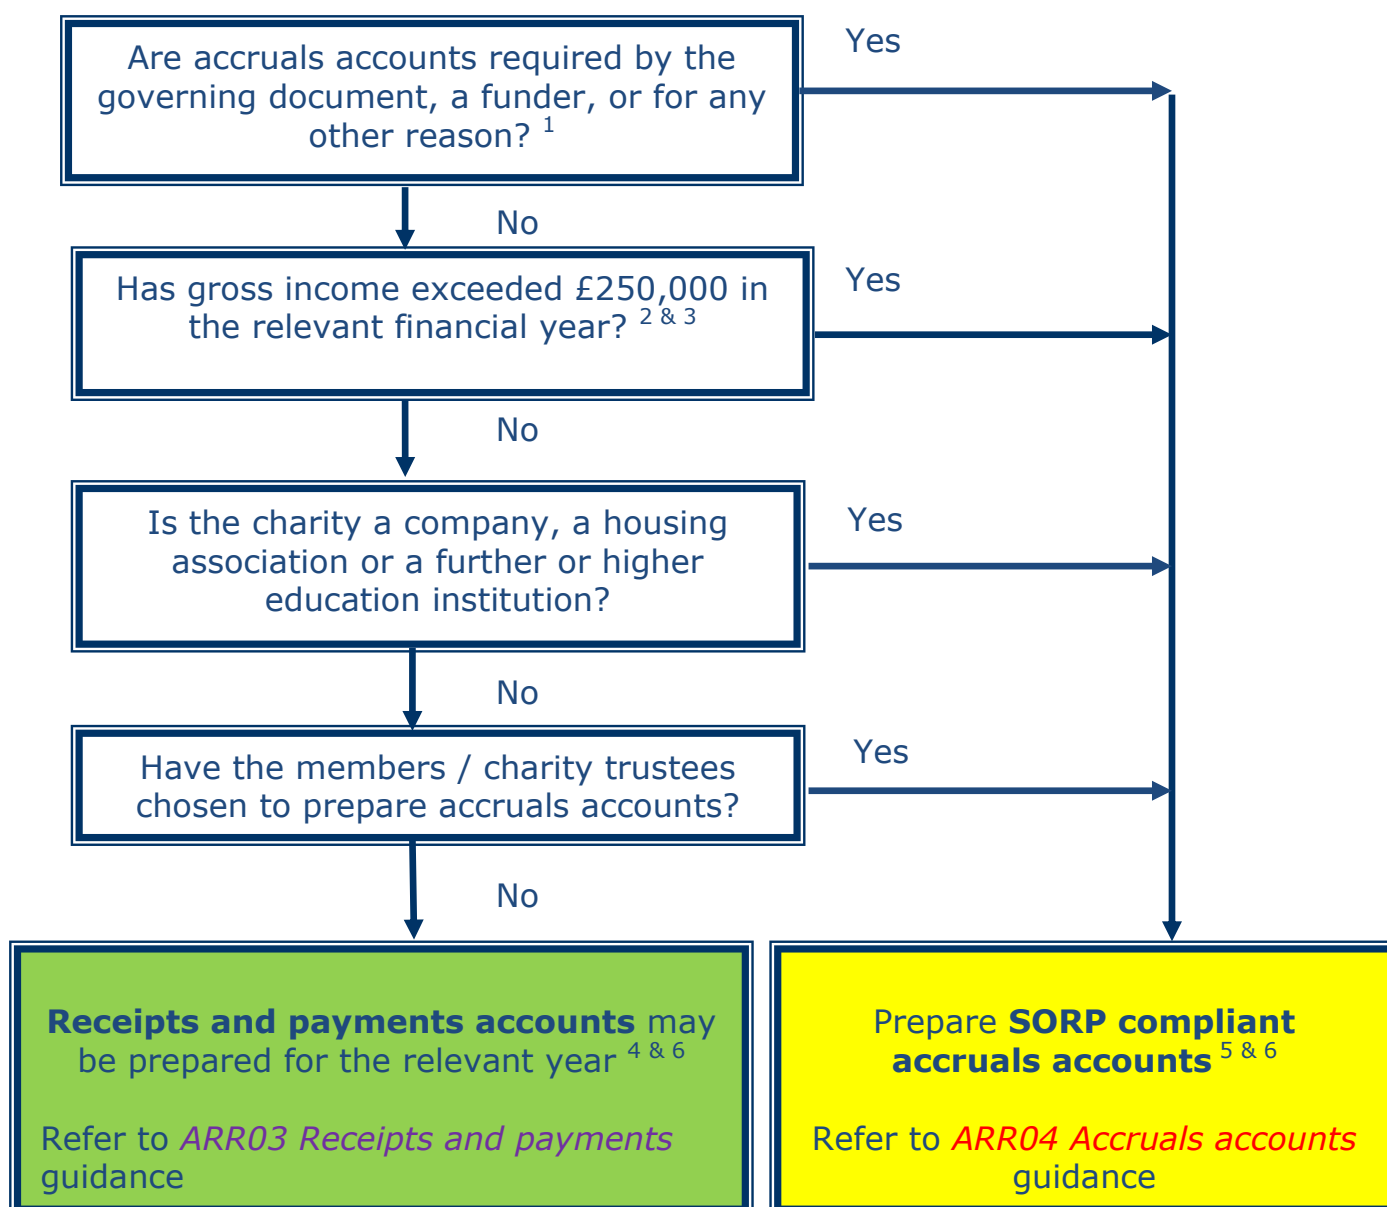 Are accruals accounts required by the
governing document, a funder, or for any
other reason? 1
Yes
No
Has gross income exceeded £250,000 in
the relevant financial year? 2 & 3
Yes
No
Is the charity a company, a housing
association or a further or higher
education institution?
Yes
No
Have the members / charity trustees
chosen to prepare accruals accounts?
Yes
No
Receipts and payments accounts may
be prepared for the relevant year 4 & 6
Refer to ARR03 Receipts and payments
guidance
Prepare SORP compliant
accruals accounts 5 & 6
Refer to ARR04 Accruals accounts
guidance